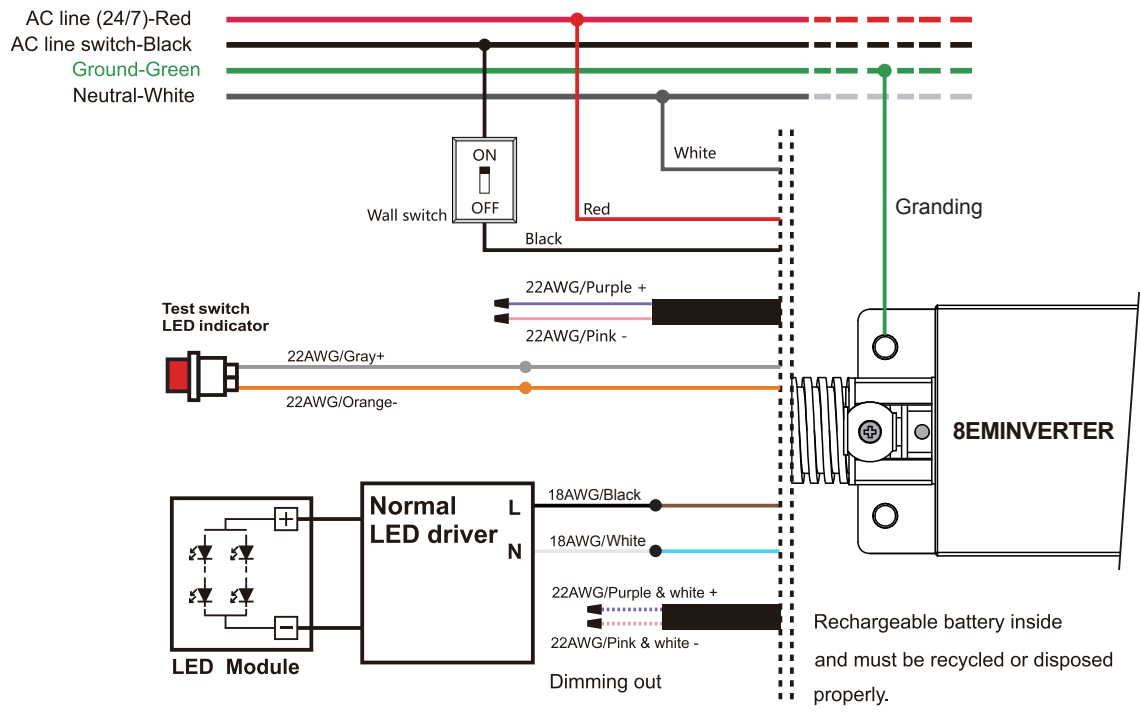 AC line (24/7)-Red
AC line switch-Black
Ground-Green
Neutral-White
ON
OFF
Wall switch
White
Red
Black
Granding
22AWG/Purple +
22AWG/Pink -
Test switch
LED indicator
22AWG/Gray+
22AWG/Orange-
8EMINVERTER
Normal
LED driver
L
N
18AWG/Black
18AWG/White
+
-
LED Module
22AWG/Purple & white +
22AWG/Pink & white -
Dimming out
Rechargeable battery inside
and must be recycled or disposed
properly.